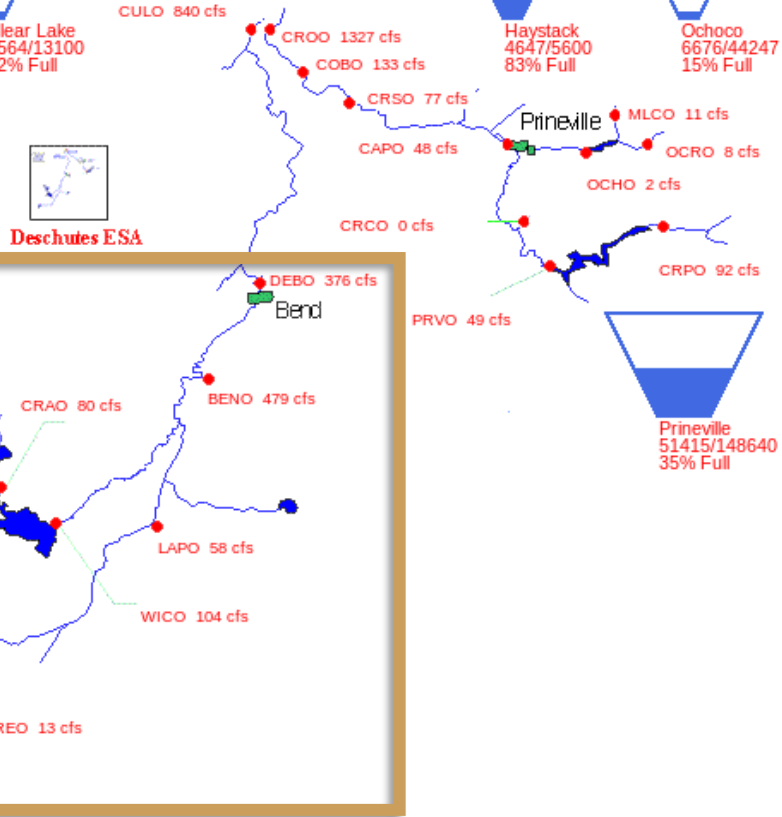 CULO 840 cfs
CROO 1327 cfs
COBO 133 cfs
CRSO 77 cfs
CAPO 48 cfs
lear Lake
564/13100
2% Full
Haystack
4647/5600
83% Full
Ochoco
6676/44247
15% Full
Prineville
MLCO 11 cfs
OCRO 8 cfs
OCHO 2 cfs
CRCO 0 cfs
CRPO 92 cfs
PRVO 49 cfs
Deschutes ESA
DEBO 376 cfs
Bend
BENO 479 cfs
CRAO 80 cfs
LAPO 58 cfs
WICO 104 cfs
REO 13 cfs
Prineville
51415/148640
35% Full